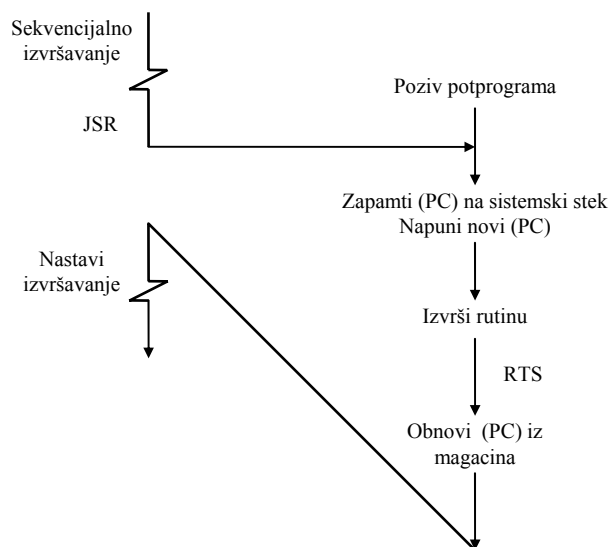 Sekvencijalno
izvršavanje
JSR
Poziv potprograma
Zapamti (PC) na sistemski stek
Napuni novi (PC)
Nastavi
izvršavanje
Izvrši rutinu
RTS
Obnovi (PC) iz
magacina